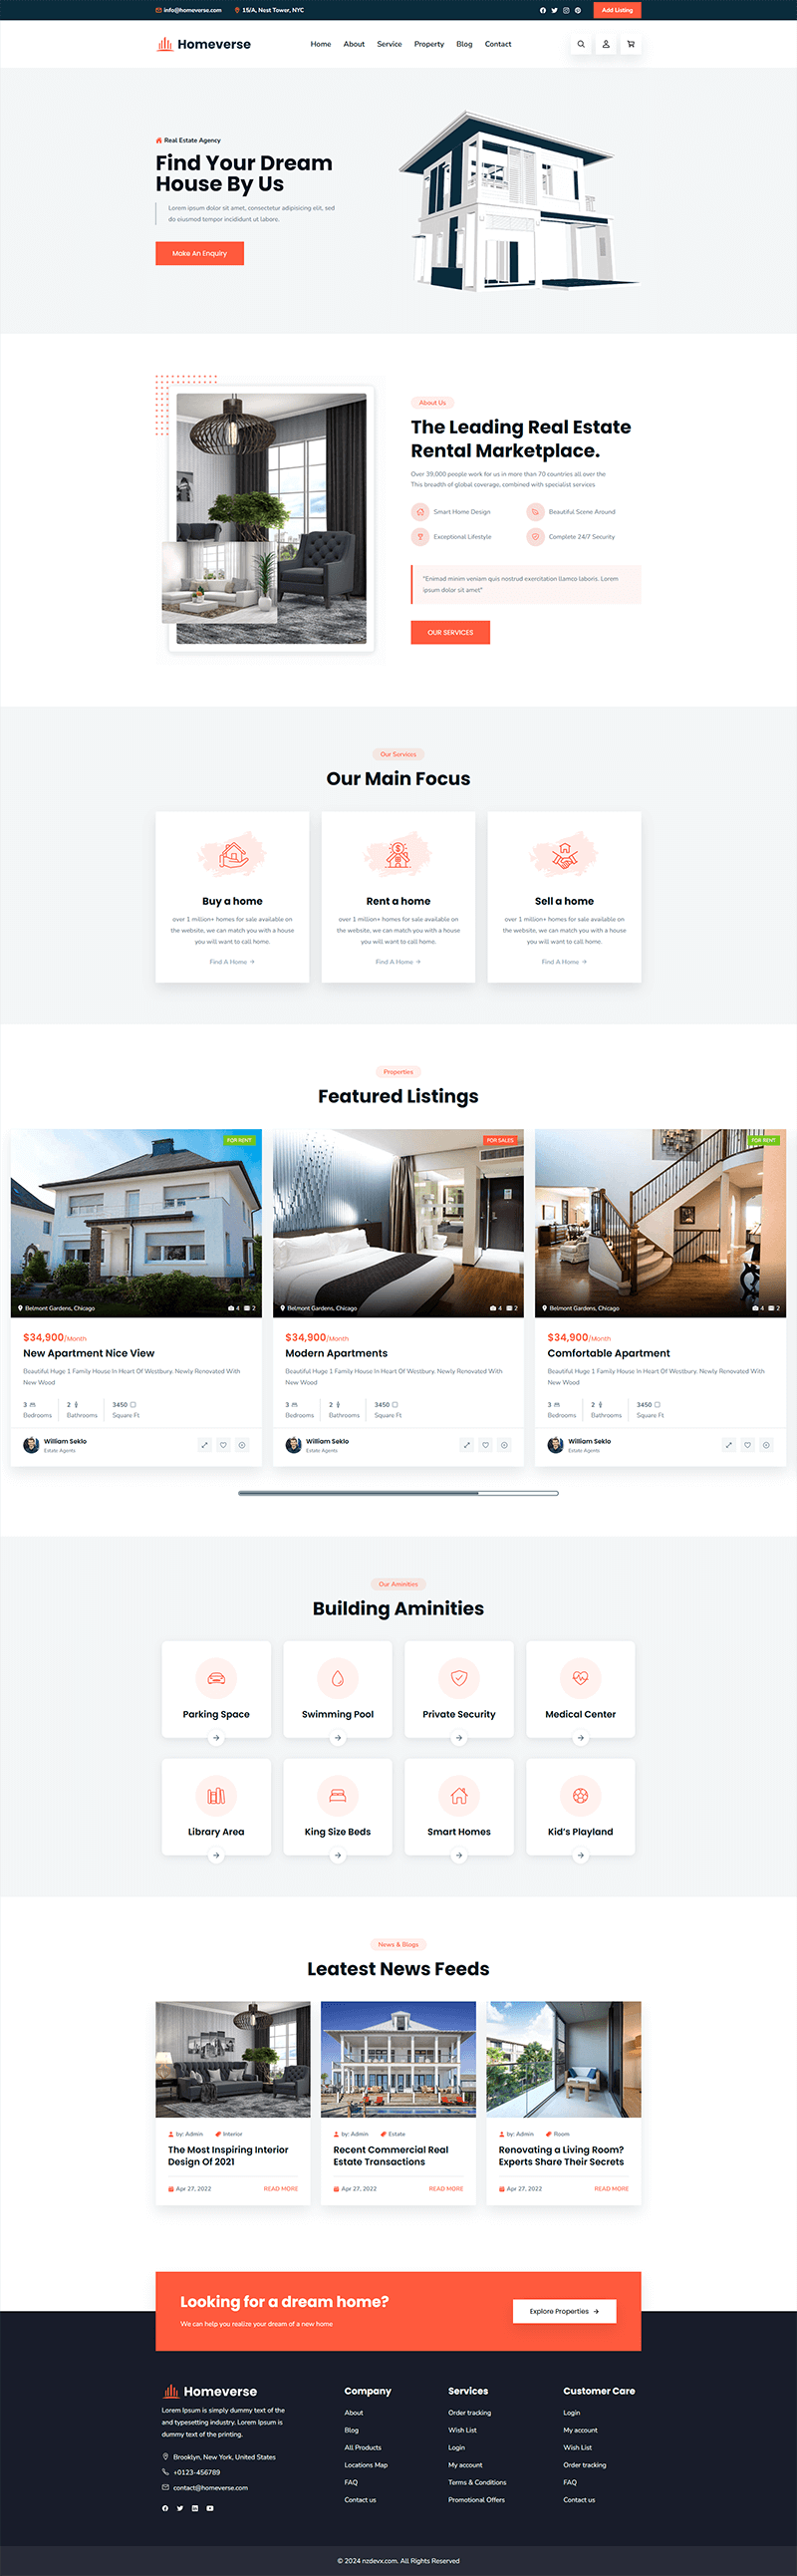 info@homeverse.com 15/A, Nest Tower, NYC Add Listing
Homeverse Home About Service Property Blog Contact
Real Estate Agency
Find Your Dream
House By Us
Lorem ipsum dolor sit amet, consectetur adipisicing elit, sed
do eiusmod tempor incididunt ut labore.
Make An Enquiry
About Us
The Leading Real Estate
Rental Marketplace.
Over 39,000 people work for us in more than 70 countries all over the
This breadth of global coverage, combined with specialist services
Smart Home Design Beautiful Scene Around
Exceptional Lifestyle Complete 24/7 Security
"Enimad minim veniam quis nostrud exercitation llamco laboris. Lorem
ipsum dolor sit amet"
OUR SERVICES
Our Services
Our Main Focus
Buy a home
over 1 million+ homes for sale available on
the website, we can match you with a house
you will want to call home.
Find A Home →
Rent a home
over 1 million+ homes for sale available on
the website, we can match you with a house
you will want to call home.
Find A Home →
Sell a home
over 1 million+ homes for sale available on
the website, we can match you with a house
you will want to call home.
Find A Home →
Properties
Featured Listings
FOR RENT
Belmont Gardens, Chicago 4 2
$34,900/Month
New Apartment Nice View
Beautiful Huge 1 Family House In Heart Of Westbury. Newly Renovated With
New Wood
3 2 3450
Bedrooms Bathrooms Square Ft
William Seklo
Estate Agents
FOR SALES
Belmont Gardens, Chicago 4 2
$34,900/Month
Modern Apartments
Beautiful Huge 1 Family House In Heart Of Westbury. Newly Renovated With
New Wood
3 2 3450
Bedrooms Bathrooms Square Ft
William Seklo
Estate Agents
FOR RENT
Belmont Gardens, Chicago 4 2
$34,900/Month
Comfortable Apartment
Beautiful Huge 1 Family House In Heart Of Westbury. Newly Renovated With
New Wood
3 2 3450
Bedrooms Bathrooms Square Ft
William Seklo
Estate Agents
Our Aminities
Building Aminities
Parking Space Swimming Pool Private Security Medical Center
Library Area King Size Beds Smart Homes Kid's Playland
News & Blogs
Leatest News Feeds
by: Admin Interior
The Most Inspiring Interior
Design Of 2021
Apr 27, 2022 READ MORE
by: Admin Estate
Recent Commercial Real
Estate Transactions
Apr 27, 2022 READ MORE
by: Admin Room
Renovating a Living Room?
Experts Share Their Secrets
Apr 27, 2022 READ MORE
Looking for a dream home?
We can help you realize your dream of a new home
Explore Properties →
Homeverse
Lorem Ipsum is simply dummy text of the
and typesetting industry. Lorem Ipsum is
dummy text of the printing.
Brooklyn, New York, United States
+0123-456789
contact@homeverse.com
Company
About
Blog
All Products
Locations Map
FAQ
Contact us
Services
Order tracking
Wish List
Login
My account
Terms & Conditions
Promotional Offers
Customer Care
Login
My account
Wish List
Order tracking
FAQ
Contact us
© 2024 nzdevx.com. All Rights Reserved